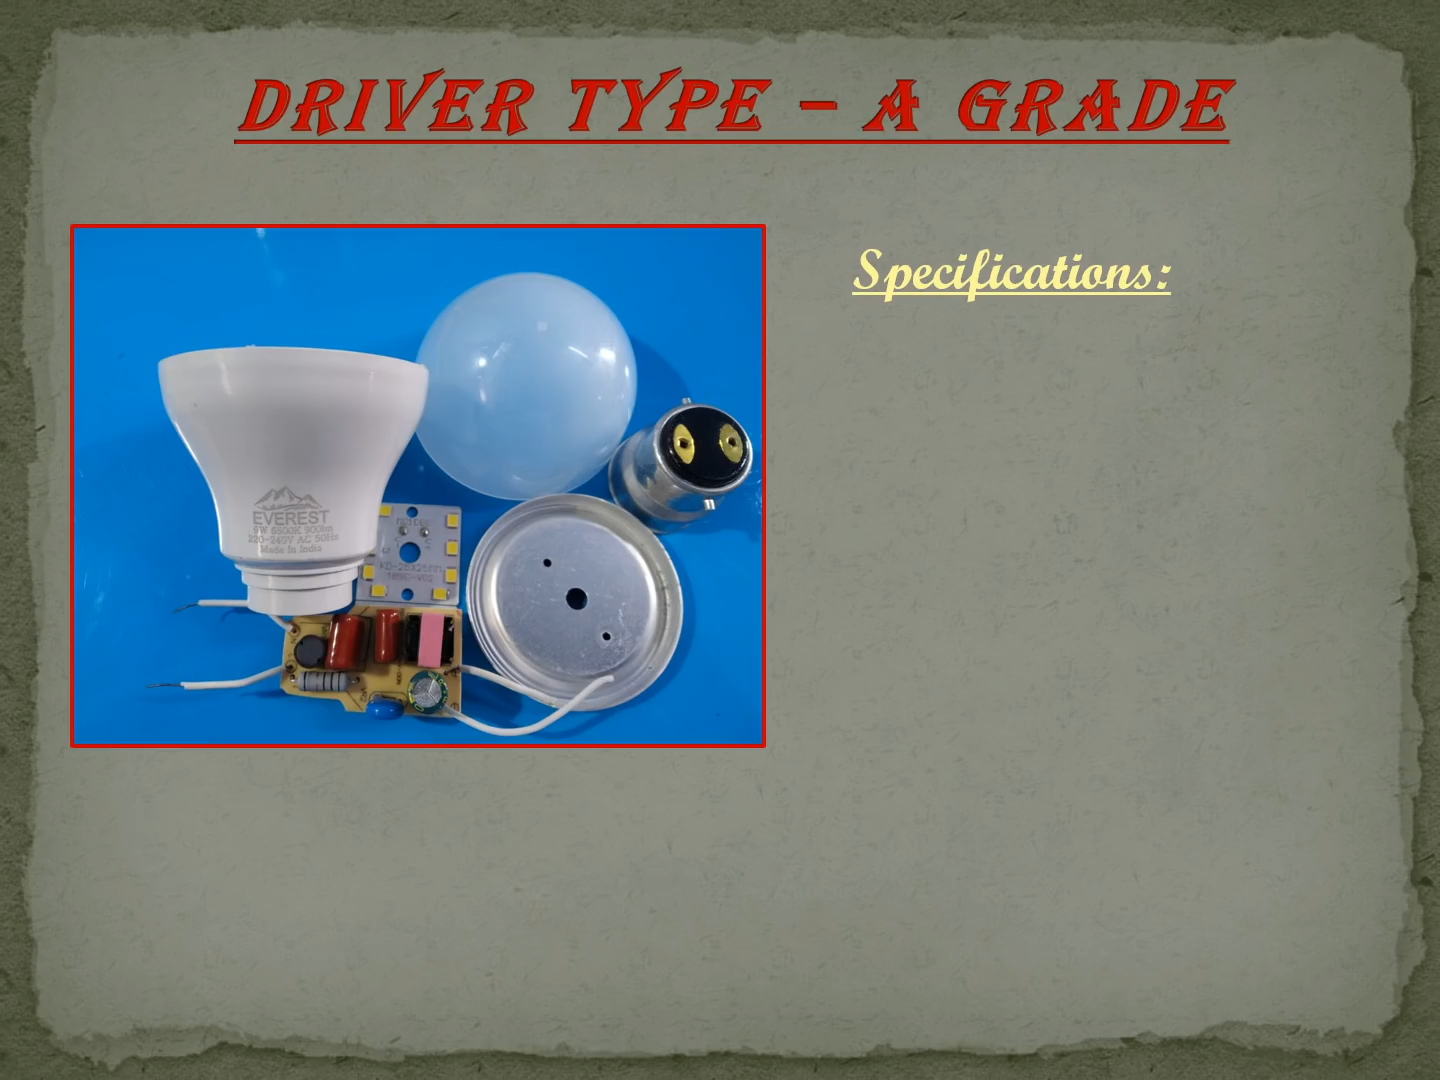 DRIVER TYPE – A GRADE
Specifications:
EVEREST
9W 6500K 900lm
220-240V AC 50Hz
Made In India